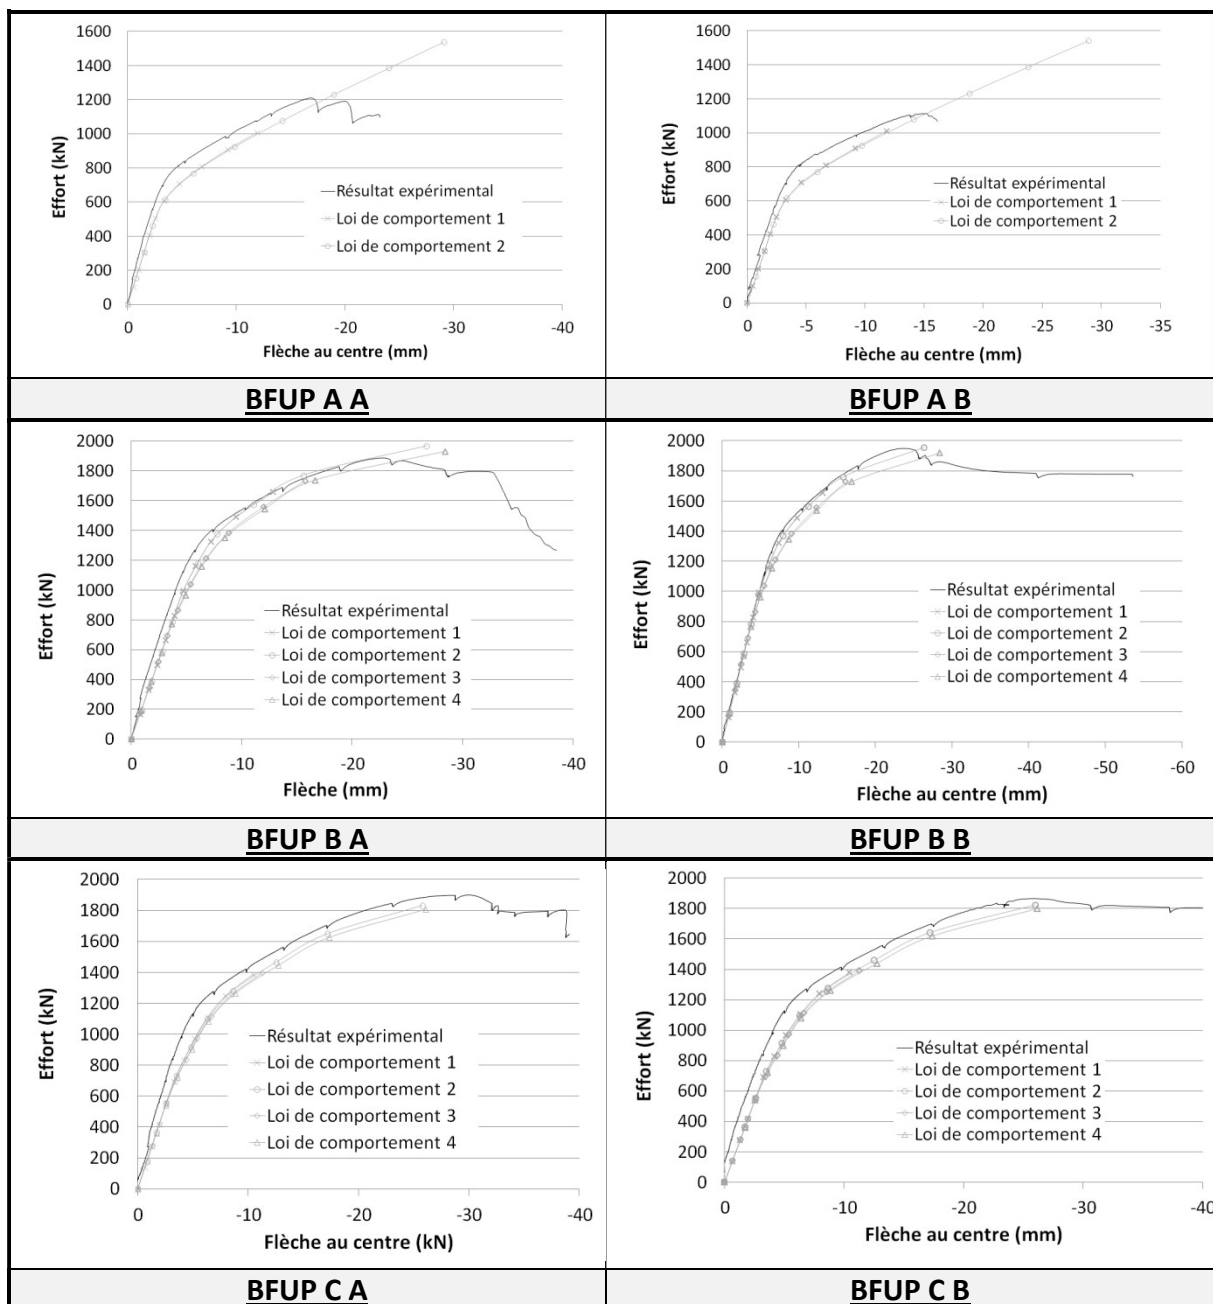 1600
1400
1200
1000
800
600
400
200
0
Effort (kN)
0 -10 -20 -30 -40
Flèche au centre (mm)
Résultat expérimental
Loi de comportement 1
Loi de comportement 2
BFUP A A
1600
1400
1200
1000
800
600
400
200
0
Effort (kN)
0 -5 -10 -15 -20 -25 -30 -35
Flèche au centre (mm)
Résultat expérimental
Loi de comportement 1
Loi de comportement 2
BFUP A B
2000
1800
1600
1400
1200
1000
800
600
400
200
0
Effort (kN)
0 -10 -20 -30 -40
Flèche (mm)
Résultat expérimental
Loi de comportement 1
Loi de comportement 2
Loi de comportement 3
Loi de comportement 4
BFUP B A
2000
1800
1600
1400
1200
1000
800
600
400
200
0
Effort (kN)
0 -10 -20 -30 -40 -50 -60
Flèche au centre (mm)
Résultat expérimental
Loi de comportement 1
Loi de comportement 2
Loi de comportement 3
Loi de comportement 4
BFUP B B
2000
1800
1600
1400
1200
1000
800
600
400
200
0
Effort (kN)
0 -10 -20 -30 -40
Flèche au centre (kN)
Résultat expérimental
Loi de comportement 1
Loi de comportement 2
Loi de comportement 3
Loi de comportement 4
BFUP C A
2000
1800
1600
1400
1200
1000
800
600
400
200
0
Effort (kN)
0 -10 -20 -30 -40
Flèche au centre (mm)
Résultat expérimental
Loi de comportement 1
Loi de comportement 2
Loi de comportement 3
Loi de comportement 4
BFUP C B